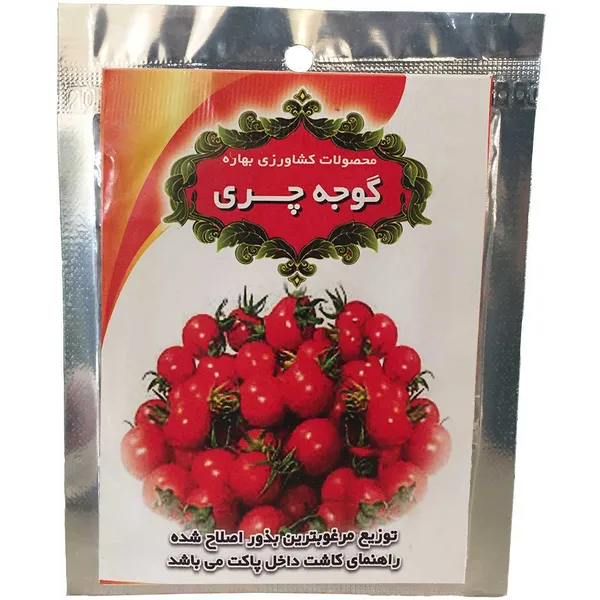 محصولات کشاورزی بهاره
گوجه چری
توزیع مرغوبترین بذور اصلاح شده
راهنمای کاشت داخل پاکت می باشد